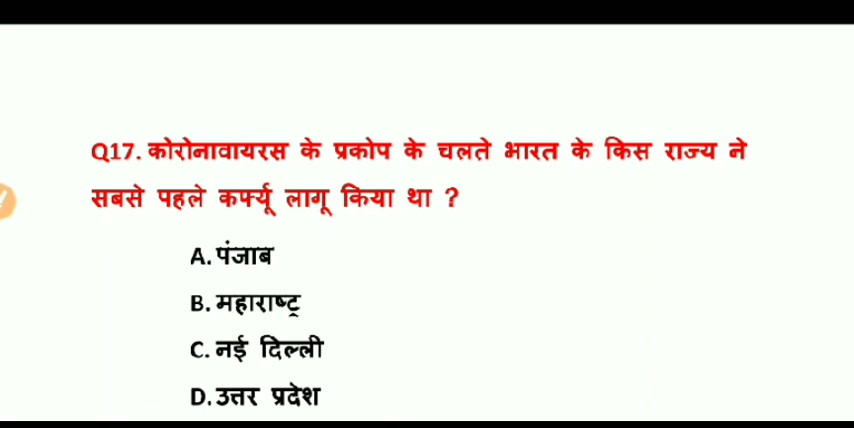 Q17. कोरोनावायरस के प्रकोप के चलते भारत के किस राज्य ने
सबसे पहले कर्फ्यू लागू किया था ?
A. पंजाब
B. महाराष्ट्र
C. नई दिल्ली
D. उत्तर प्रदेश